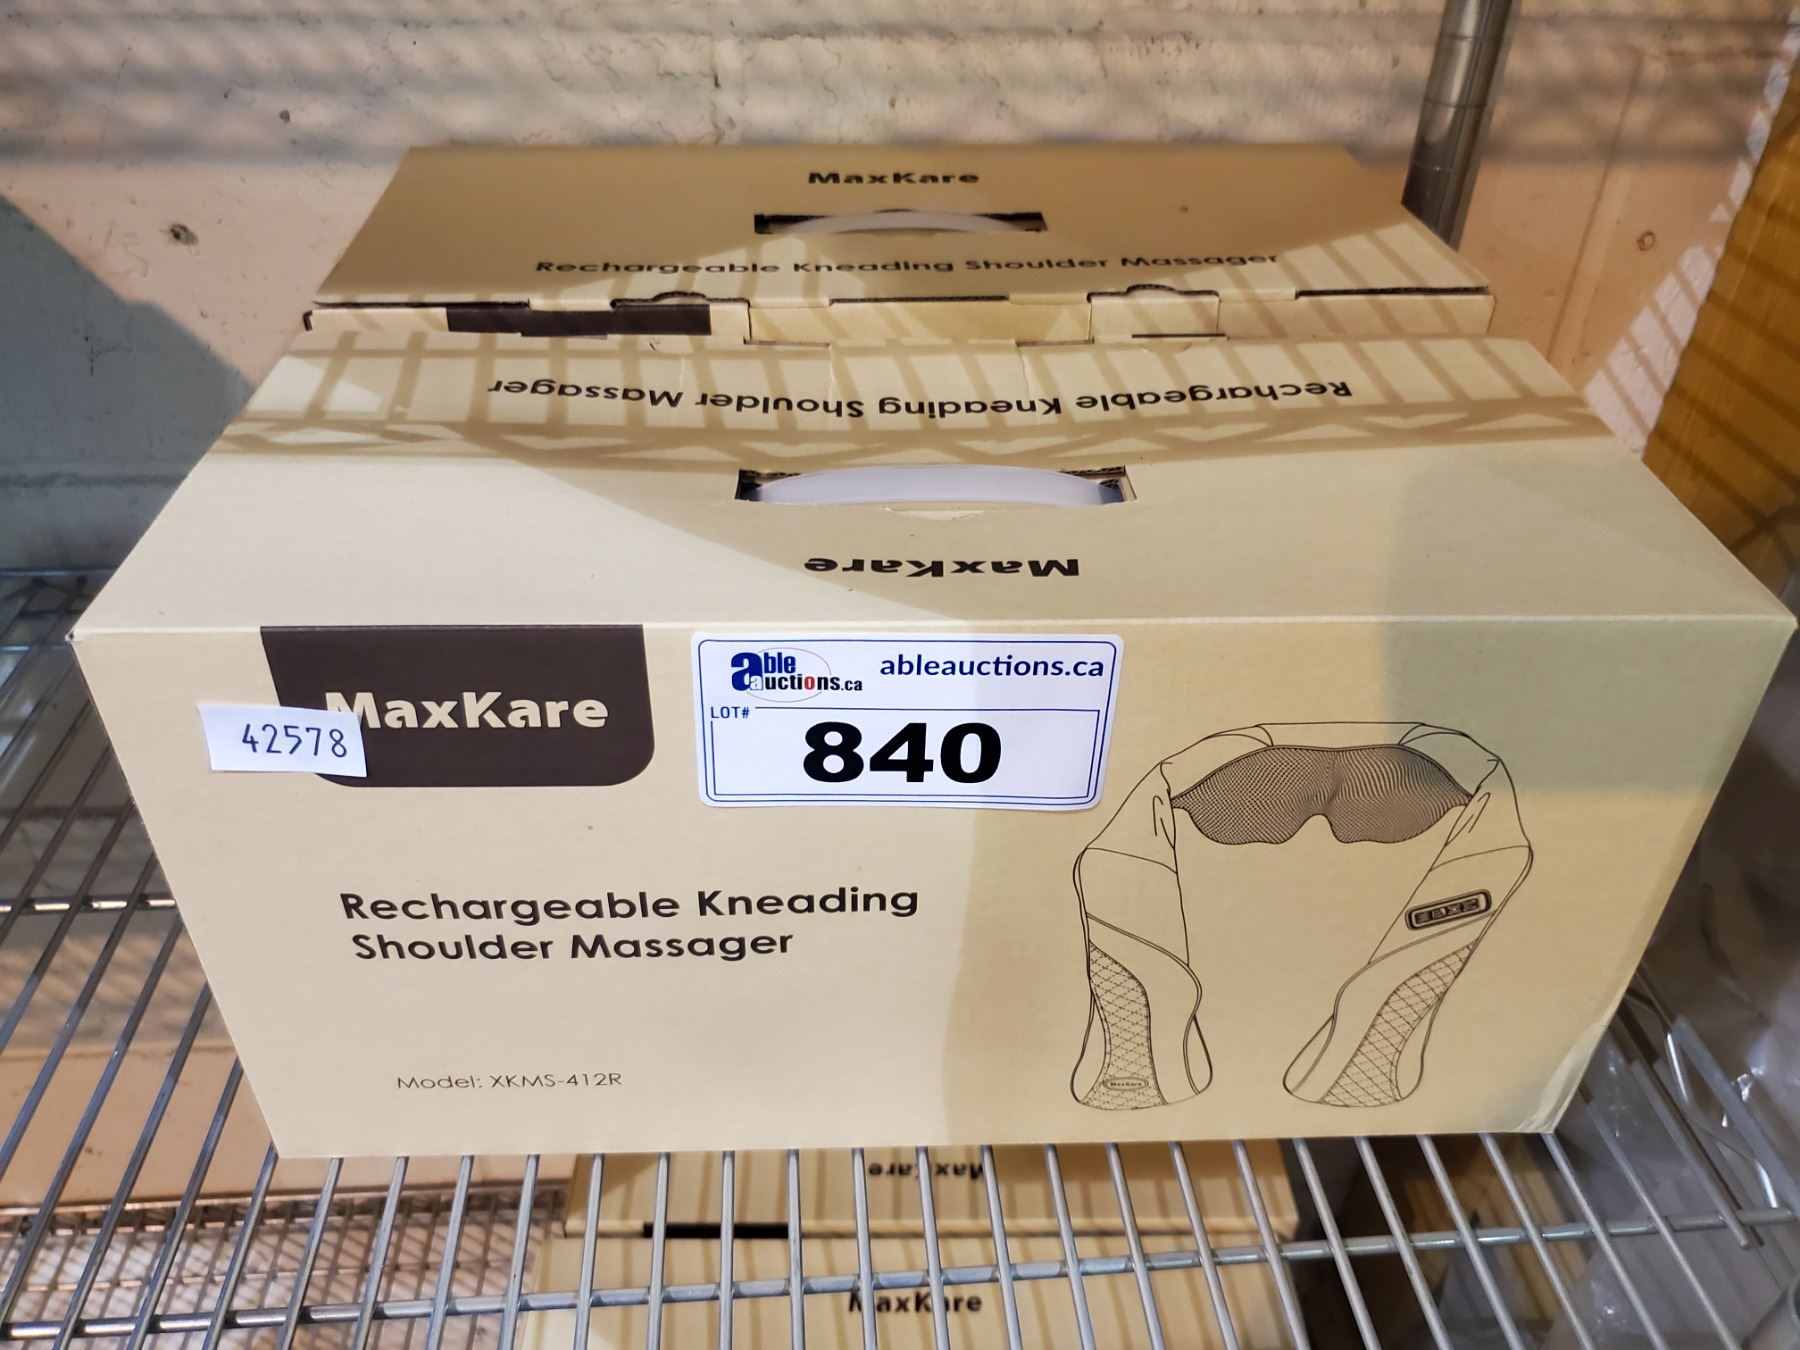 MaxKare
Rechargeable Kneading Shoulder Massager
Rechargeable Kneading Shoulder Massager
MaxKare
MaxKare
42578
able auctions.ca
ableauctions.ca
LOT#
840
Rechargeable Kneading
Shoulder Massager
Model: XKMS-412R
MaxKare
MaxKare
MaxKare